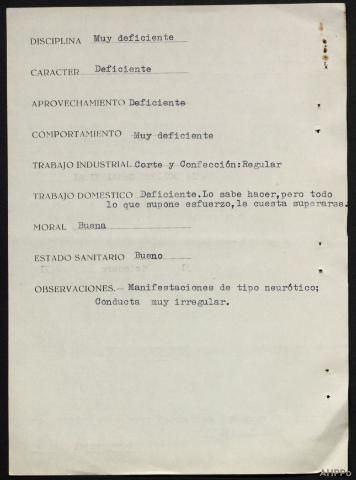 DISCIPLINA Muy deficiente
CARACTER Deficiente
APROVECHAMIENTO Deficiente
COMPORTAMIENTO Muy deficiente
TRABAJO INDUSTRIAL Corte y Confección:Regular
TRABAJO DOMESTICO Deficiente.Lo sabe hacer,pero todo
lo que supone esfuerzo,le cuesta superarse.
MORAL Buena
ESTADO SANITARIO Bueno
OBSERVACIONES.— Manifestaciones de tipo neurótico;
Conducta muy irregular.